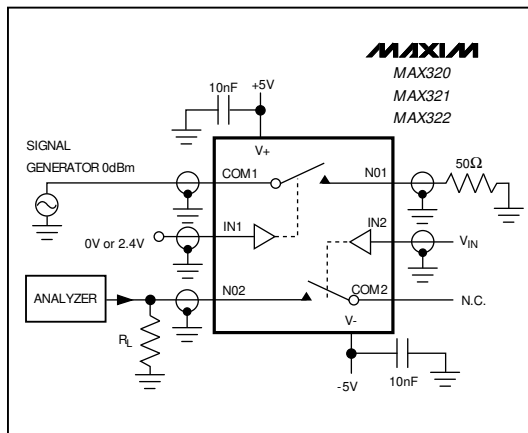 MAXIM
MAX320
MAX321
MAX322
10nF
+5V
V+
SIGNAL
GENERATOR 0dBm
COM1
N01
50Ω
IN1
IN2
0V or 2.4V
VIN
ANALYZER
N02
COM2
N.C.
RL
V-
-5V
10nF